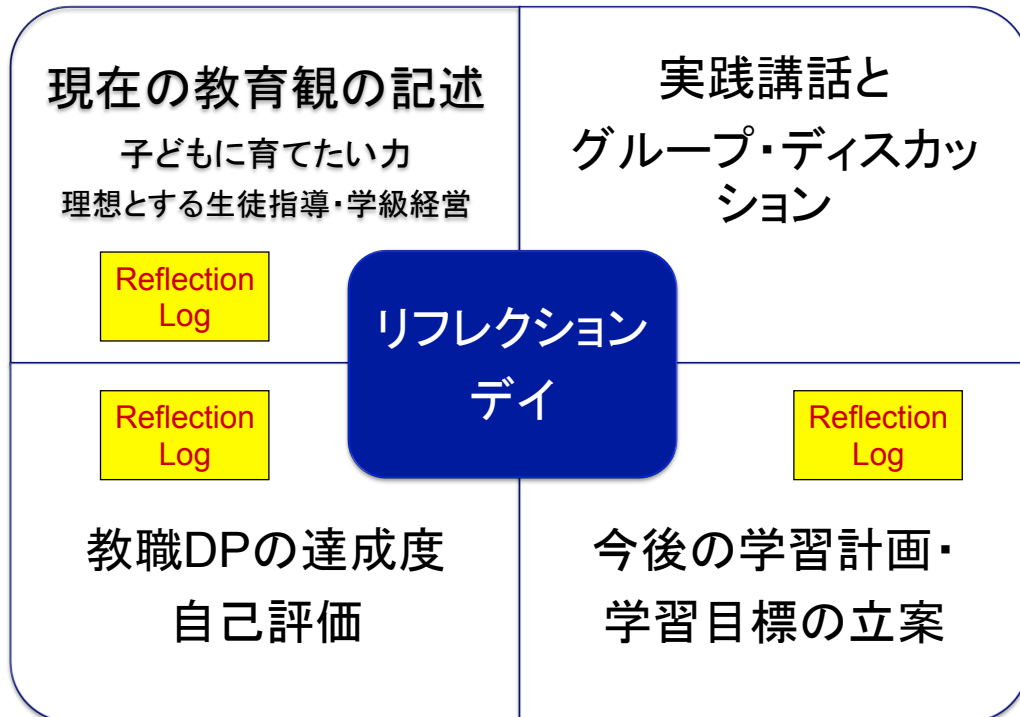 現在の教育観の記述
子どもに育てたい力
理想とする生徒指導・学級経営
Reflection
Log
実践講話と
グループ・ディスカッ
ション
リフレクション
デイ
Reflection
Log
教職DPの達成度
自己評価
Reflection
Log
今後の学習計画・
学習目標の立案